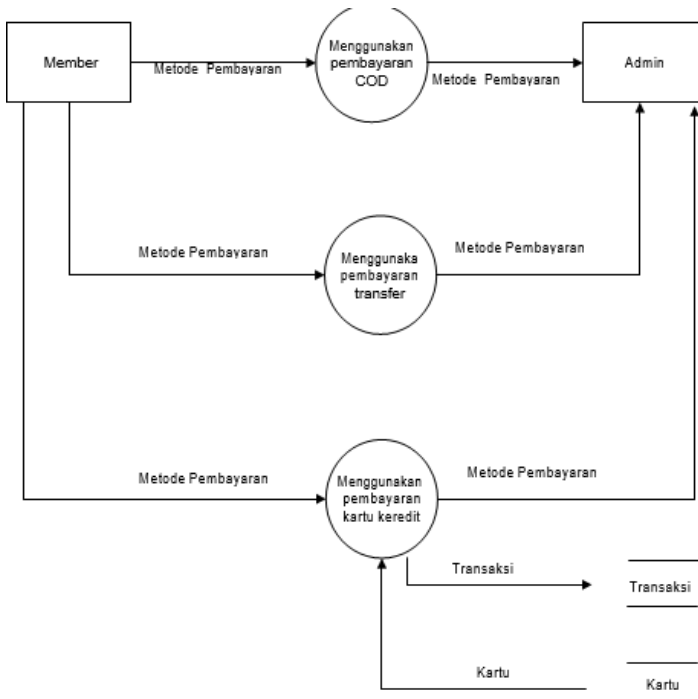 Member
Metode Pembayaran
Menggunakan
pembayaran
COD
Metode Pembayaran
Admin
Metode Pembayaran
Menggunaka
pembayaran
transfer
Metode Pembayaran
Metode Pembayaran
Menggunakan
pembayaran
kartu keredit
Metode Pembayaran
Transaksi
Transaksi
Kartu
Kartu